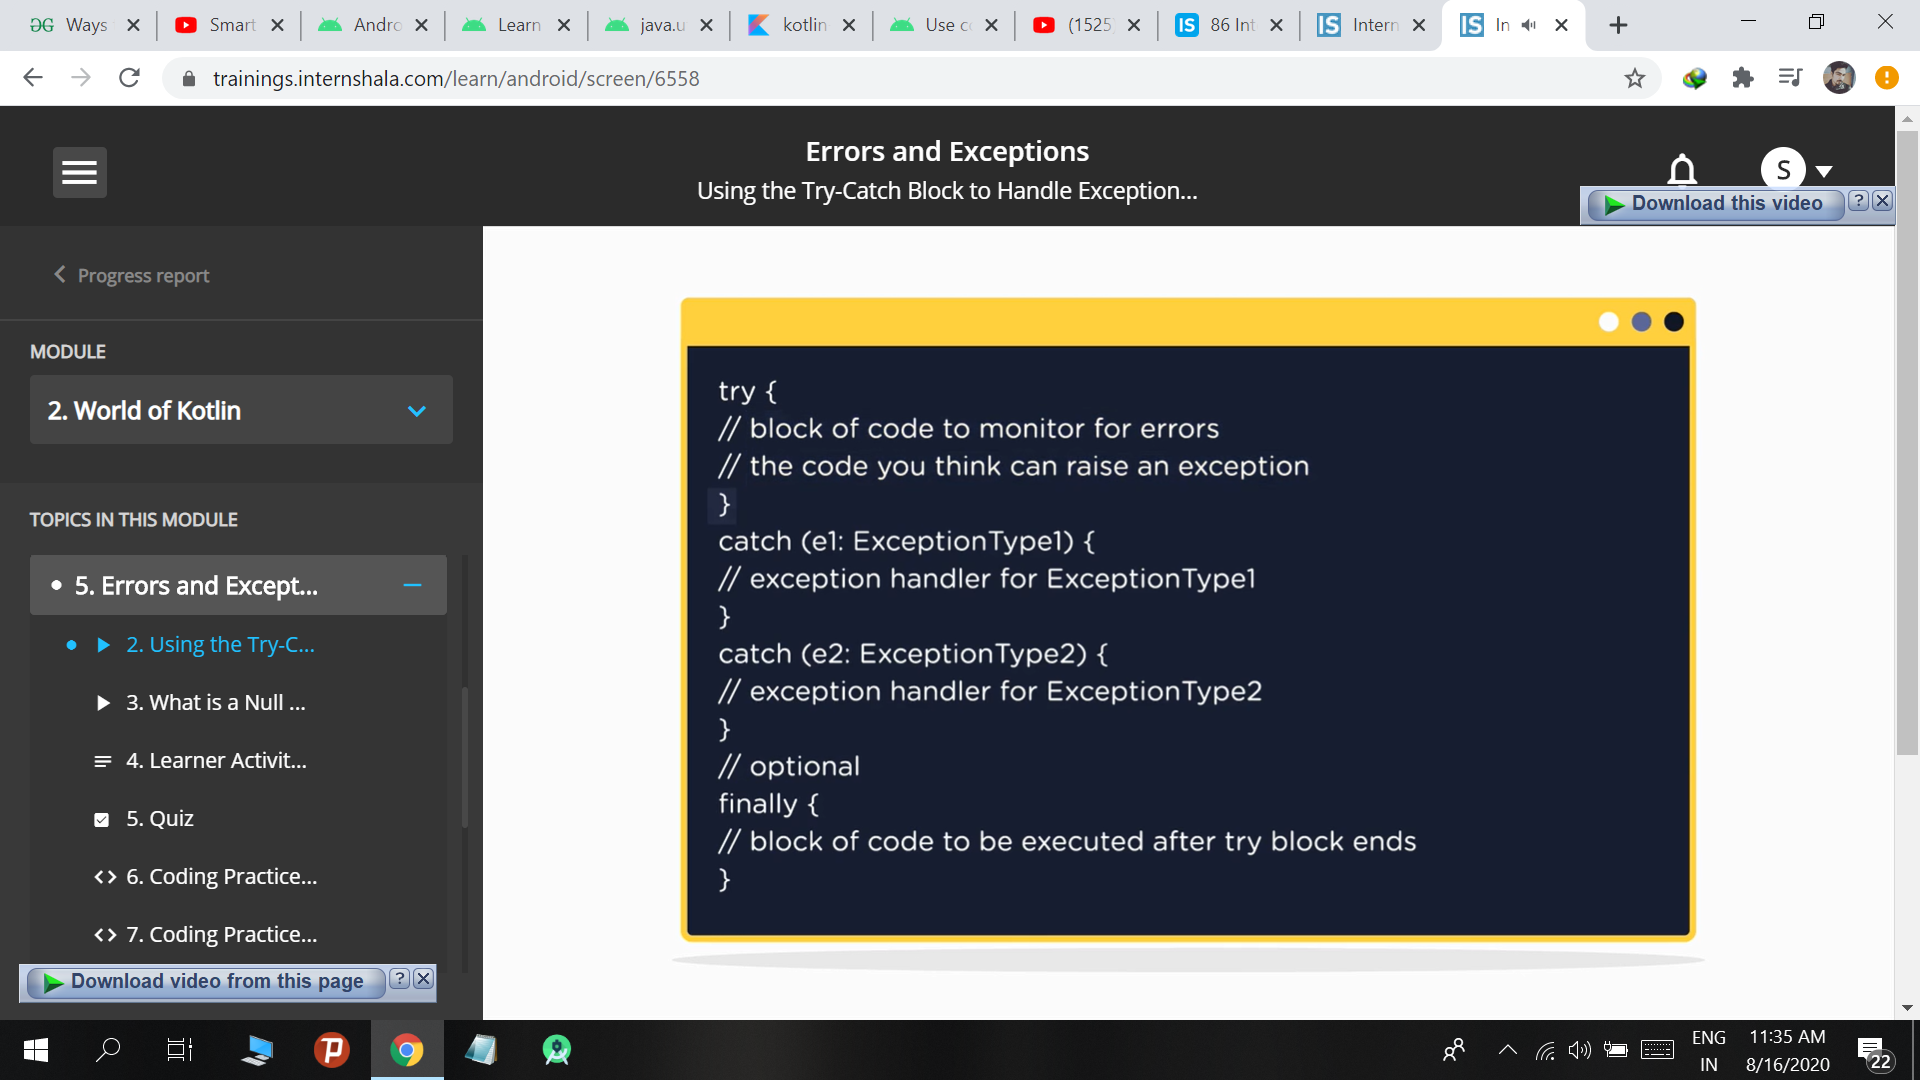 Ways
Smart
Andro
Learn
java.u
kotlin
Use c
(1525
IS 86 Int
IS Intern
IS In
trainings.internshala.com/learn/android/screen/6558
Errors and Exceptions
Using the Try-Catch Block to Handle Exception...
S
Download this video ?
Progress report
MODULE
2. World of Kotlin
TOPICS IN THIS MODULE
5. Errors and Except...
2. Using the Try-C...
3. What is a Null ...
4. Learner Activit...
5. Quiz
6. Coding Practice...
7. Coding Practice...
Download video from this page ?
try {
// block of code to monitor for errors
// the code you think can raise an exception
}
catch (e1: ExceptionType1) {
// exception handler for ExceptionType1
}
catch (e2: ExceptionType2) {
// exception handler for ExceptionType2
}
// optional
finally {
// block of code to be executed after try block ends
}
ENG
IN
11:35 AM
8/16/2020
22